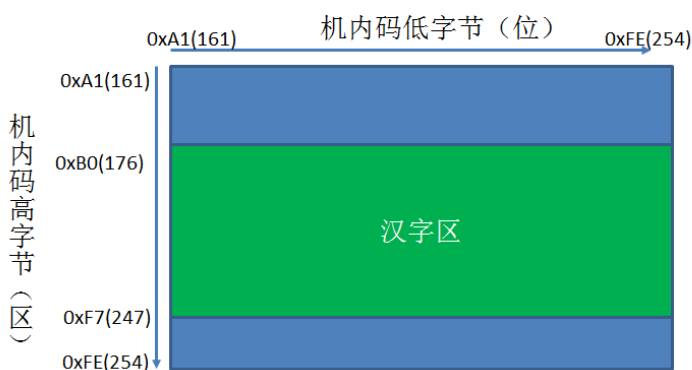 机内码低字节（位）
0xA1(161)
0xFE(254)
0xA1(161)
机内码高字节（区）
0xB0(176)
汉字区
0xF7(247)
0xFE(254)